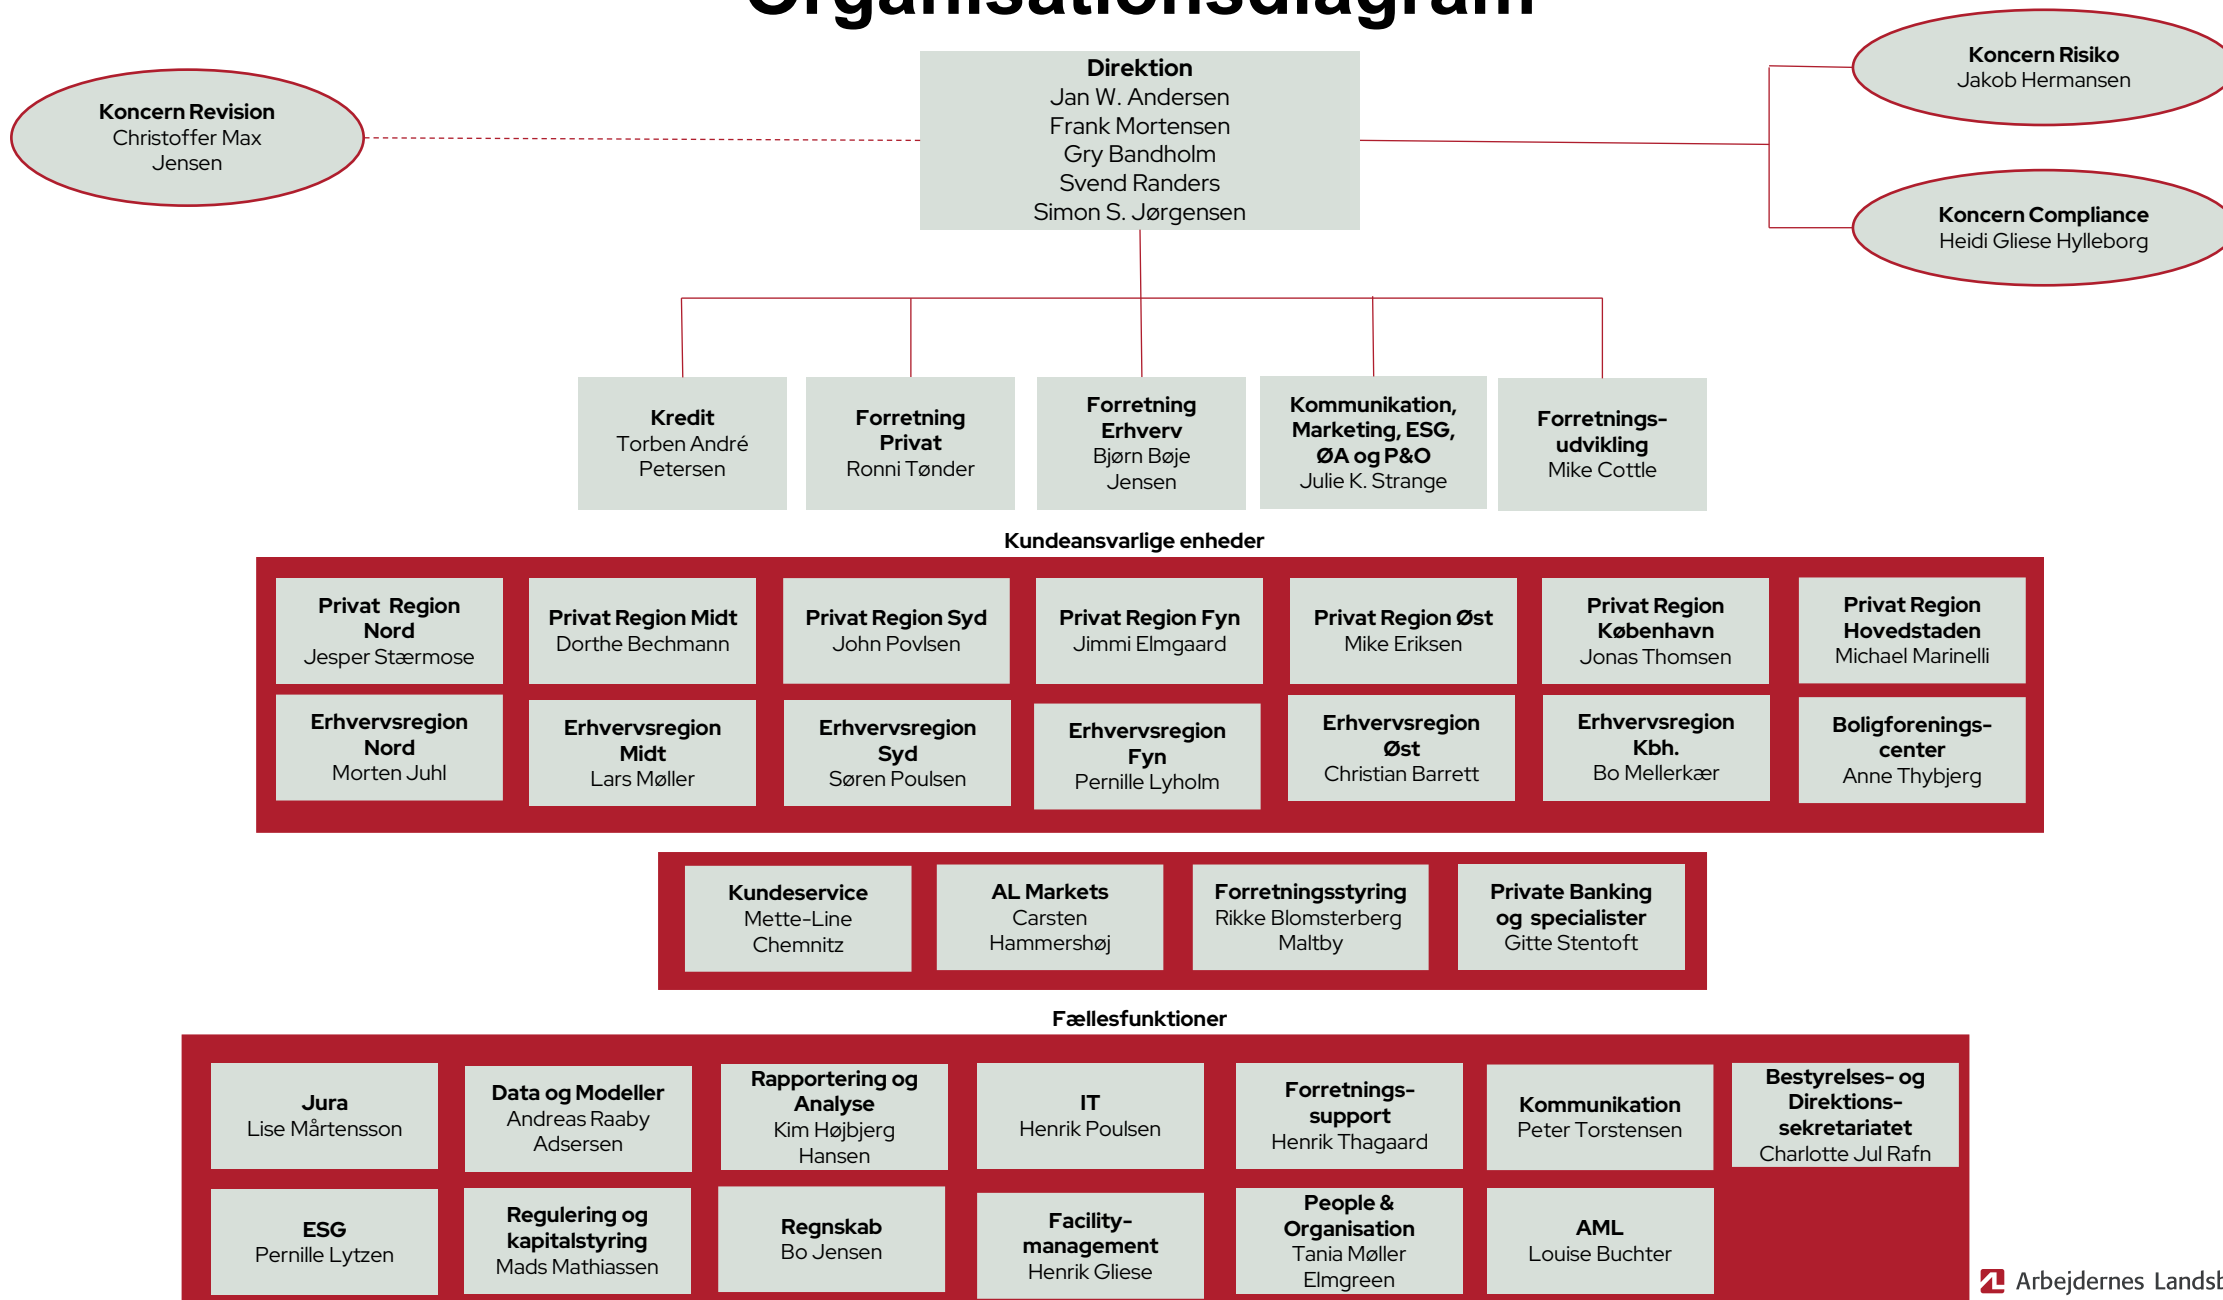 Organisationsdiagram
Koncern Revision
Christoffer Max
Jensen
Direktion
Jan W. Andersen
Frank Mortensen
Gry Bandholm
Svend Randers
Simon S. Jørgensen
Koncern Risiko
Jakob Hermansen
Koncern Compliance
Heidi Gliese Hylleborg
Kredit
Torben André
Petersen
Forretning
Privat
Ronni Tønder
Forretning
Erhverv
Bjørn Bøje
Jensen
Kommunikation,
Marketing, ESG,
ØA og P&O
Julie K. Strange
Forretnings-
udvikling
Mike Cottle
Kundeansvarlige enheder
Privat Region
Nord
Jesper Stærmose
Privat Region Midt
Dorthe Bechmann
Privat Region Syd
John Povlsen
Privat Region Fyn
Jimmi Elmgaard
Privat Region Øst
Mike Eriksen
Privat Region
København
Jonas Thomsen
Privat Region
Hovedstaden
Michael Marinelli
Erhvervsregion
Nord
Morten Juhl
Erhvervsregion
Midt
Lars Møller
Erhvervsregion
Syd
Søren Poulsen
Erhvervsregion
Fyn
Pernille Lyholm
Erhvervsregion
Øst
Christian Barrett
Erhvervsregion
Kbh.
Bo Mellerkær
Boligforenings-
center
Anne Thybjerg
Kundeservice
Mette-Line
Chemnitz
AL Markets
Carsten
Hammershøj
Forretningsstyring
Rikke Blomsterberg
Maltby
Private Banking
og specialister
Gitte Stentoft
Fællesfunktioner
Jura
Lise Mårtensson
Data og Modeller
Andreas Raaby
Adsersen
Rapportering og
Analyse
Kim Højbjerg
Hansen
IT
Henrik Poulsen
Forretnings-
support
Henrik Thagaard
Kommunikation
Peter Torstensen
Bestyrelses- og
Direktions-
sekretariatet
Charlotte Jul Rafn
ESG
Pernille Lytzen
Regulering og
kapitalstyring
Mads Mathiassen
Regnskab
Bo Jensen
Facility-
management
Henrik Gliese
People &
Organisation
Tania Møller
Elmgreen
AML
Louise Buchter
Arbejdernes Landsb